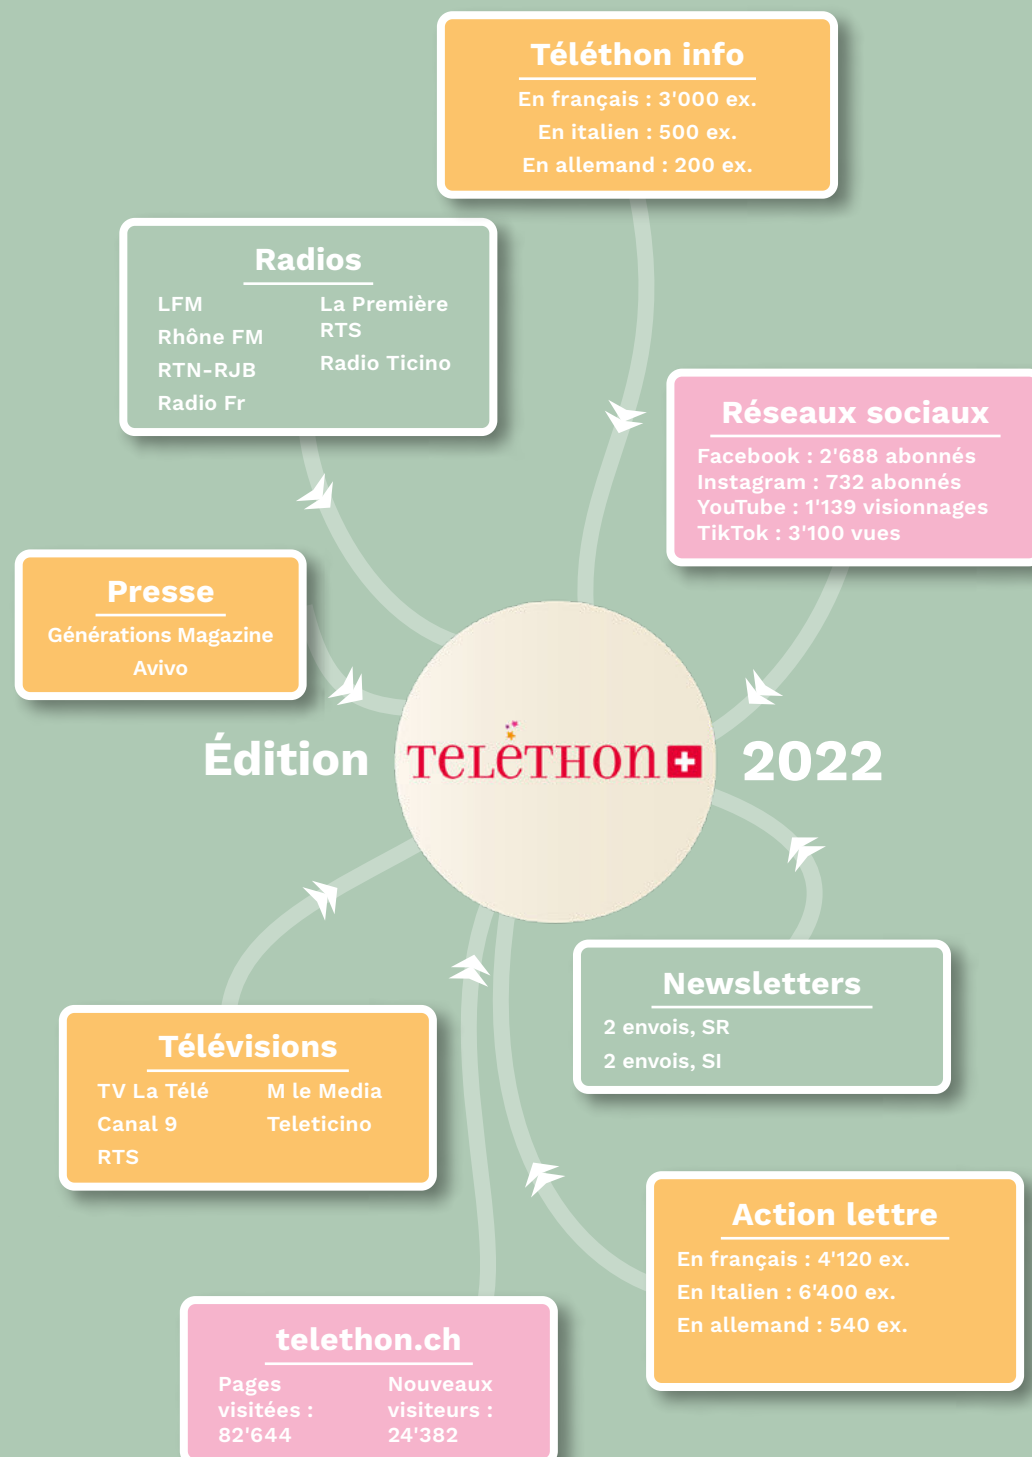 Téléthon info
En français : 3'000 ex.
En italien : 500 ex.
En allemand : 200 ex.
Radios
LFM
Rhône FM
RTN-RJB
Radio Fr
La Première
RTS
Radio Ticino
Réseaux sociaux
Facebook : 2'688 abonnés
Instagram : 732 abonnés
YouTube : 1'139 visionnages
TikTok : 3'100 vues
Presse
Générations Magazine
Avivo
Édition
TELETHON
2022
Newsletters
2 envois, SR
2 envois, SI
Télévisions
TV La Télé
Canal 9
RTS
M le Media
Teleticino
Action lettre
En français : 4'120 ex.
En Italien : 6'400 ex.
En allemand : 540 ex.
telethon.ch
Pages
visitées :
82'644
Nouveaux
visiteurs :
24'382